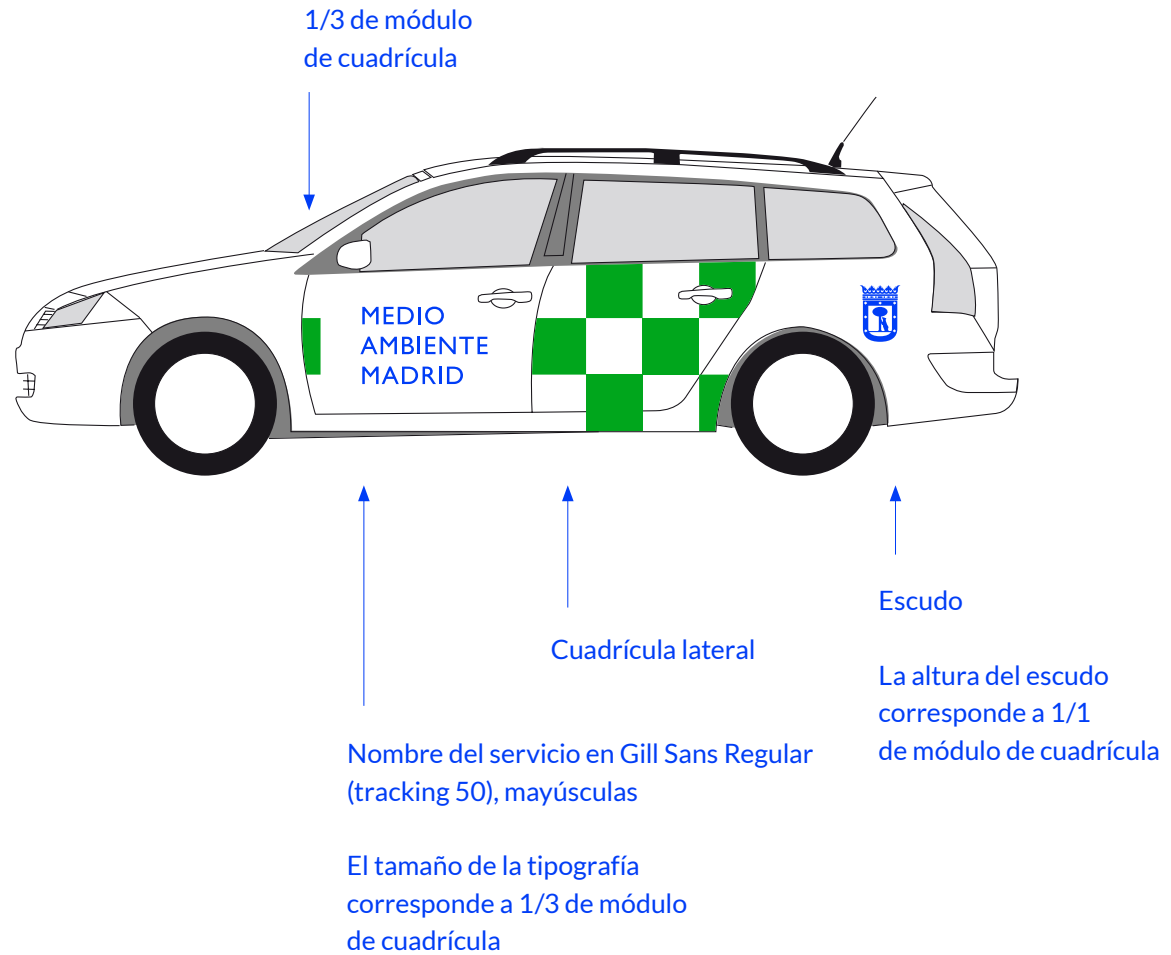 1/3 de módulo
de cuadrícula
MEDIO
AMBIENTE
MADRID
Cuadrícula lateral
Escudo
La altura del escudo
corresponde a 1/1
de módulo de cuadrícula
Nombre del servicio en Gill Sans Regular
(tracking 50), mayúsculas
El tamaño de la tipografía
corresponde a 1/3 de módulo
de cuadrícula